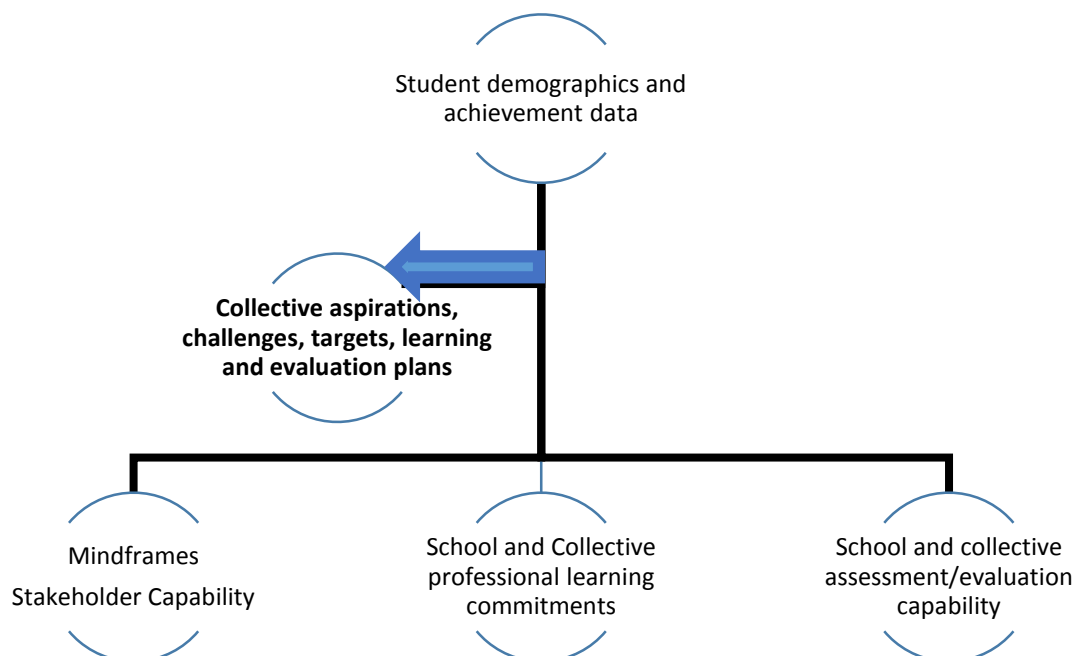 Student demographics and
achievement data
Collective aspirations,
challenges, targets, learning
and evaluation plans
Mindframes
Stakeholder Capability
School and Collective
professional learning
commitments
School and collective
assessment/evaluation
capability